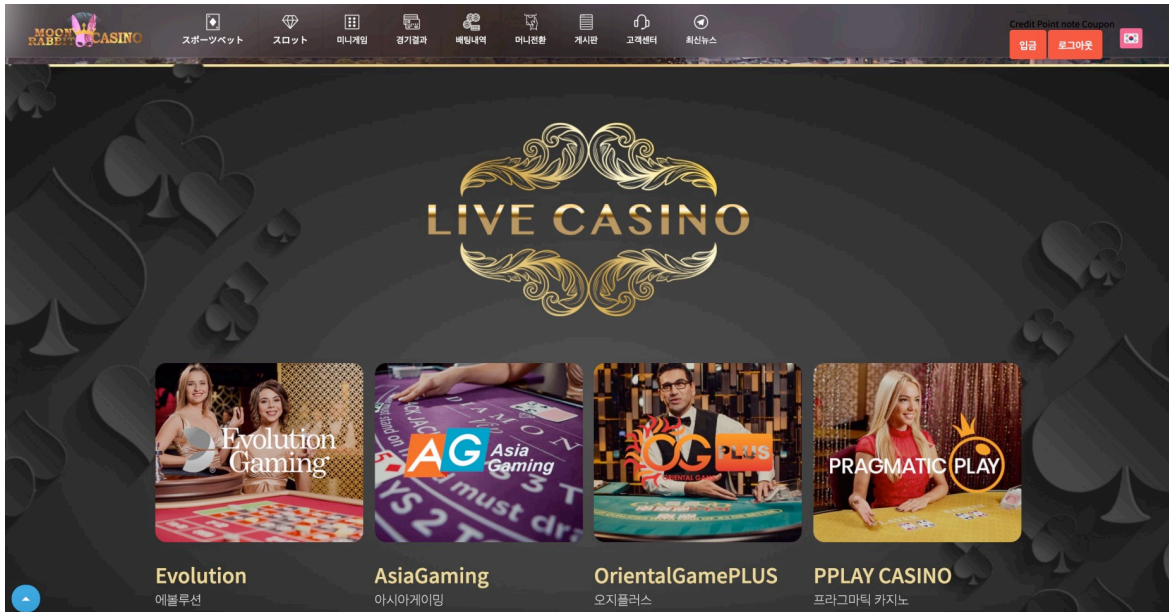 MOON
RABBIT CASINO
スポーツベット
スロット
미니게임
경기결과
배팅내역
머니전환
게시판
고객센터
최신뉴스
Credit Point note Coupon
입금
로그아웃
LIVE CASINO
Evolution
Gaming
AG Asia
Gaming
OG PLUS
ORIENTAL GAME
PRAGMATIC PLAY
must dr
Evolution
에볼루션
AsiaGaming
아시아게이밍
OrientalGamePLUS
오지플러스
PPLAY CASINO
프라그마틱 카지노